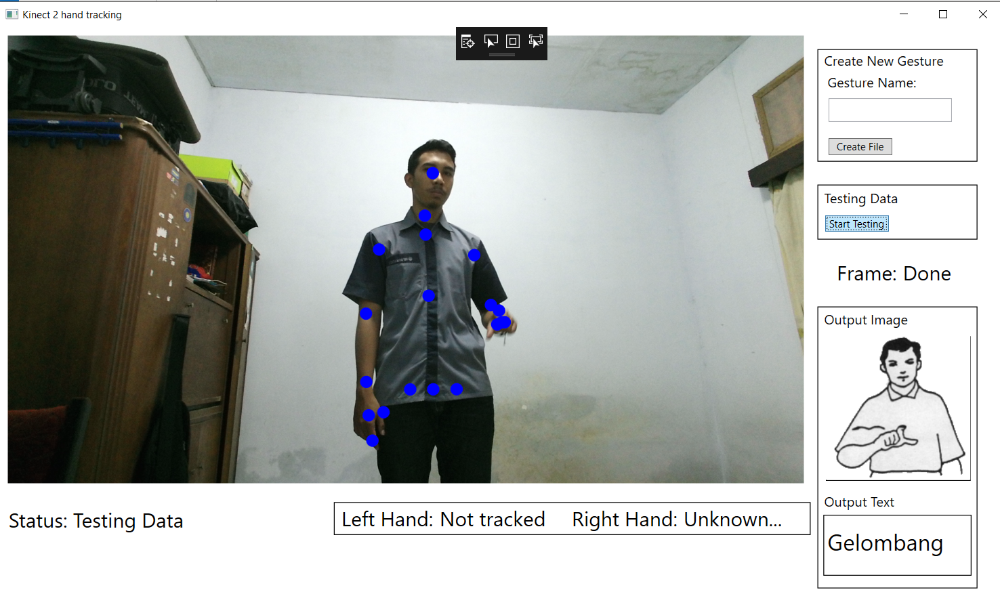 Kinect 2 hand tracking
Create New Gesture
Gesture Name:
Create File
Testing Data
Start Testing
Frame: Done
Output Image
Output Text
Gelombang
Status: Testing Data
Left Hand: Not tracked Right Hand: Unknown...